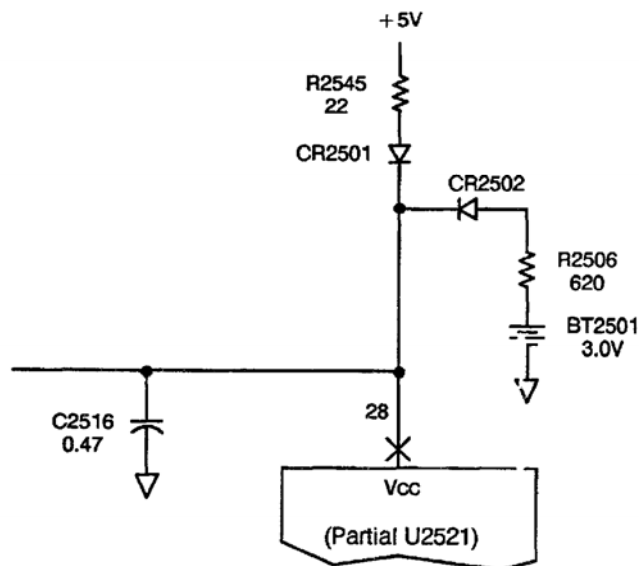 +5V
R2545
22
CR2501
CR2502
R2506
620
BT2501
3.0V
C2516
0.47
28
Vcc
(Partial U2521)